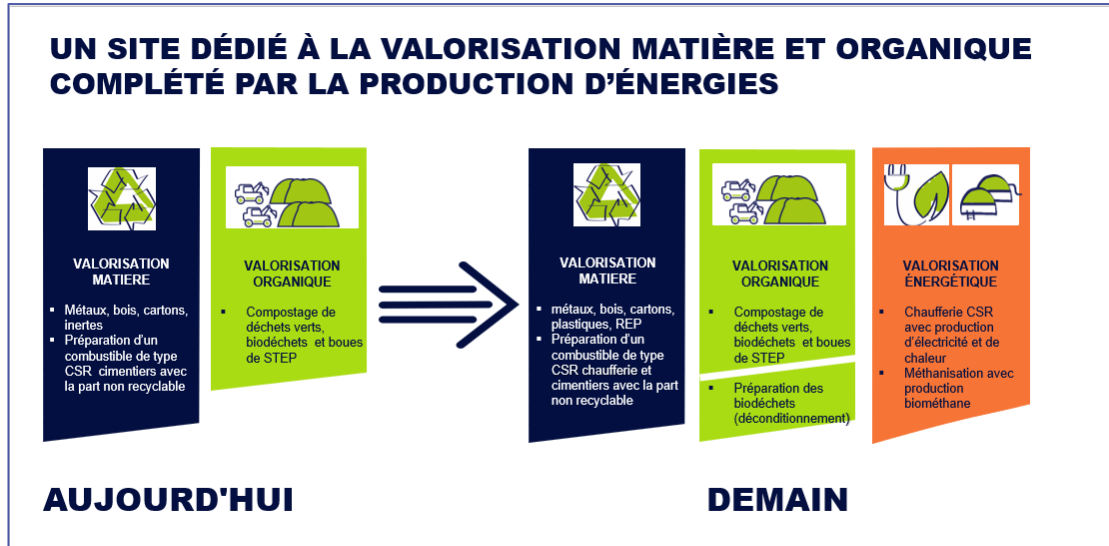 UN SITE DÉDIÉ À LA VALORISATION MATIÈRE ET ORGANIQUE
COMPLÉTÉ PAR LA PRODUCTION D'ÉNERGIES
VALORISATION
MATIERE
▪ Métaux, bois, cartons,
inertes
▪ Préparation d'un
combustible de type
CSR cimentiers avec
la part non recyclable
VALORISATION
ORGANIQUE
▪ Compostage de
déchets verts,
biodéchets et boues
de STEP
AUJOURD'HUI
VALORISATION
MATIERE
▪ métaux, bois, cartons,
plastiques, REP
▪ Préparation d'un
combustible de type
CSR chaufferie et
cimentiers avec la part
non recyclable
VALORISATION
ORGANIQUE
▪ Compostage de
déchets verts,
biodéchets et boues
de STEP
▪ Préparation des
biodéchets
(déconditionnement)
VALORISATION
ÉNERGÉTIQUE
▪ Chaufferie CSR
avec production
d'électricité et de
chaleur
▪ Méthanisation avec
production
biométhane
DEMAIN